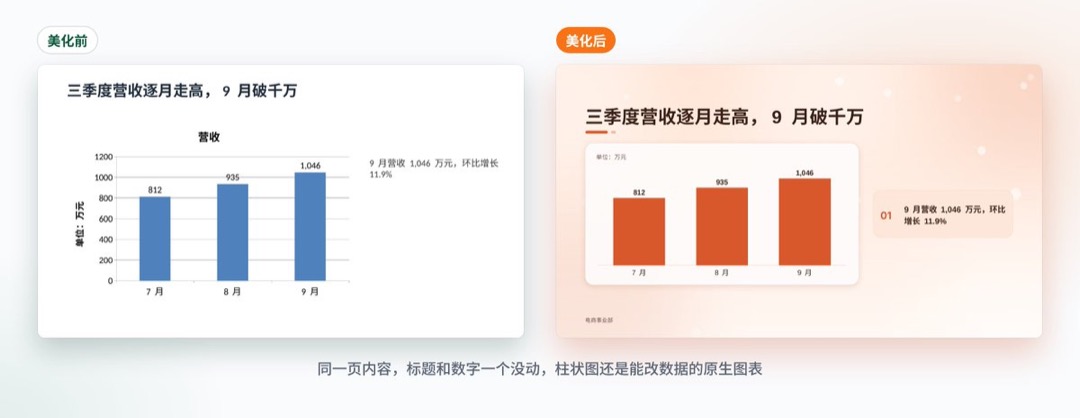 美化前
三季度营收逐月走高，9 月破千万
营收
单位：万元
1200
1000
800
600
400
200
0
812
935
1,046
7 月
8 月
9 月
9 月营收 1,046 万元，环比增长
11.9%
美化后
三季度营收逐月走高，9 月破千万
单位：万元
812
935
1,046
7 月
8 月
9 月
01
9 月营收 1,046 万元，环比
增长 11.9%
电商事业部
同一页内容，标题和数字一个没动，柱状图还是能改数据的原生图表